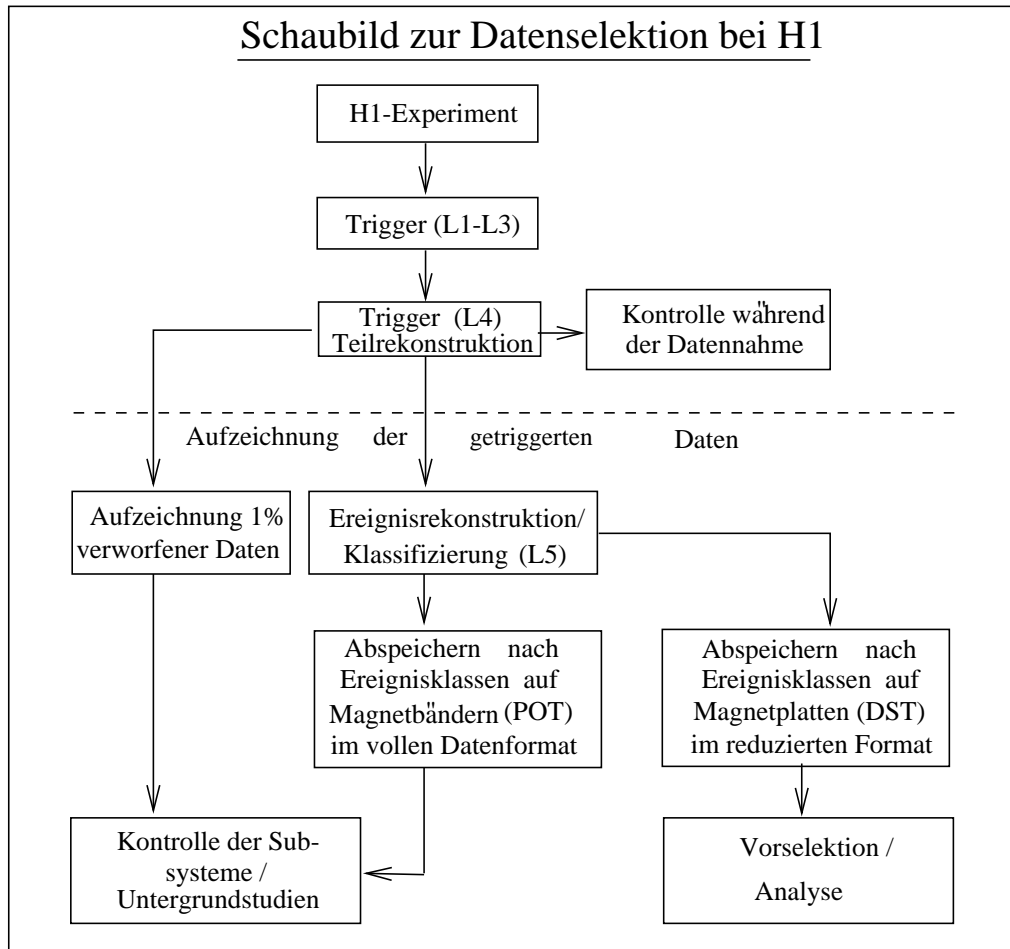 Schaubild zur Datenselektion bei H1
H1-Experiment
Trigger (L1-L3)
Trigger (L4)
Teilrekonstruktion
Kontrolle während
der Datennahme
Aufzeichnung der getriggerten Daten
Aufzeichnung 1%
verworfener Daten
Ereignisrekonstruktion/
Klassifizierung (L5)
Abspeichern nach
Ereignisklassen auf
Magnetbändern (POT)
im vollen Datenformat
Abspeichern nach
Ereignisklassen auf
Magnetplatten (DST)
im reduzierten Format
Kontrolle der Sub-
systeme /
Untergrundstudien
Vorselektion /
Analyse